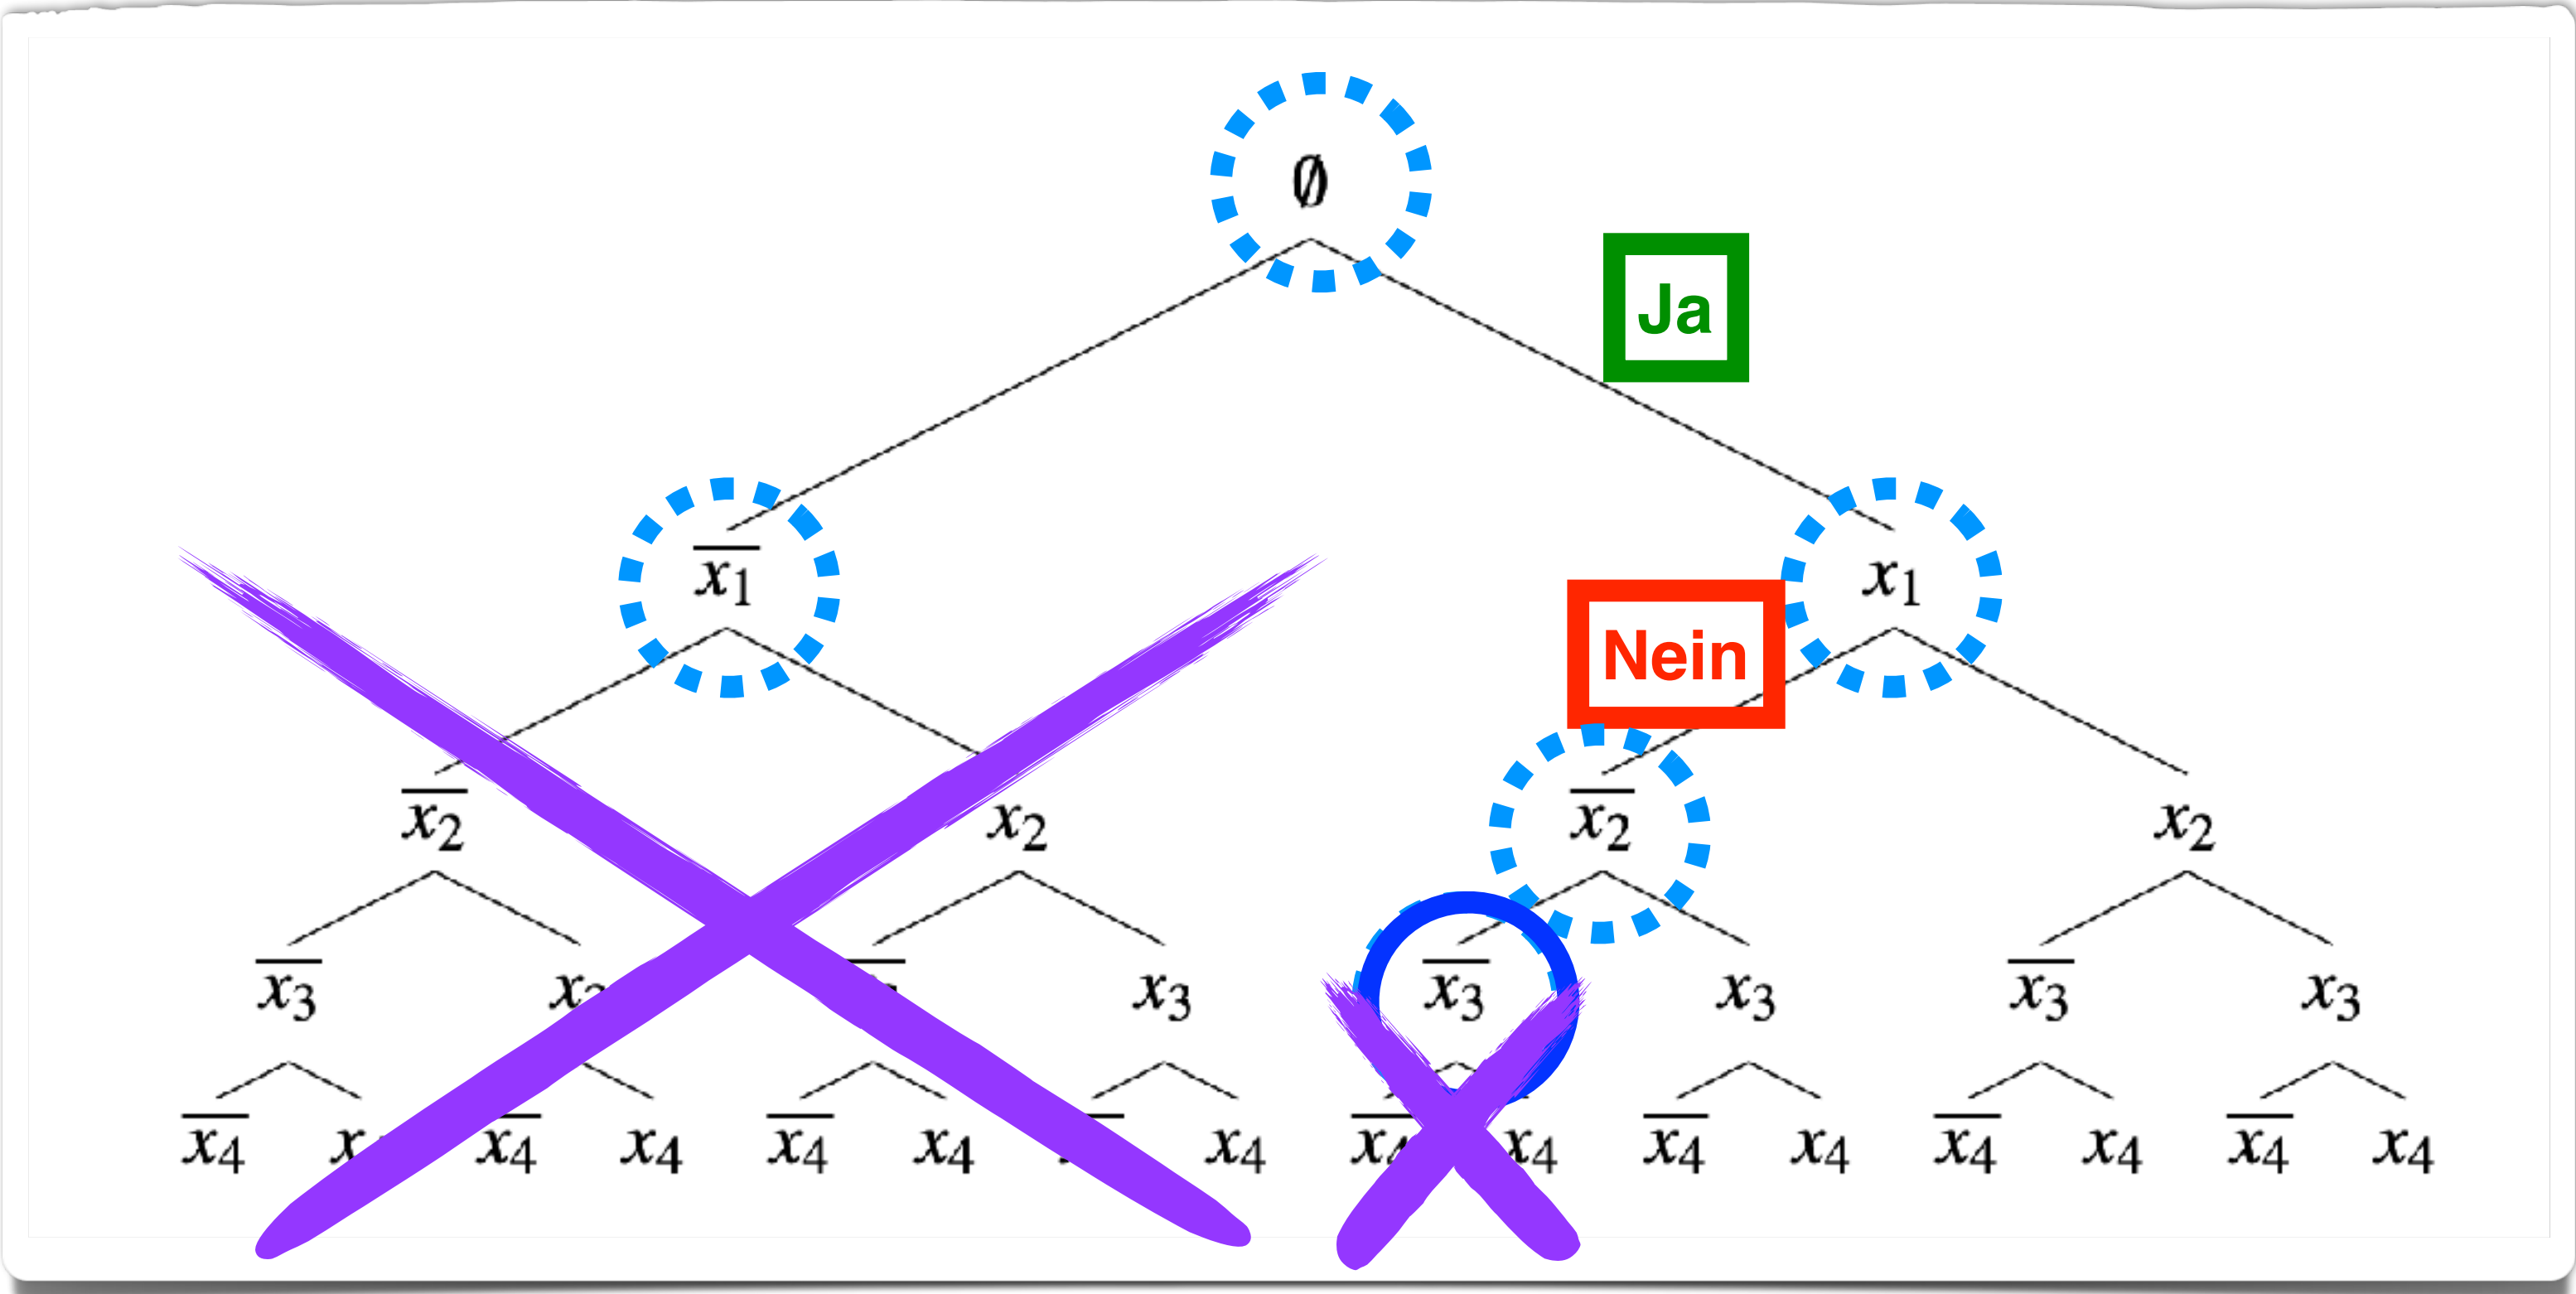 ∅
Ja
x̅₁ x₁
Nein
x̅₂ x₂ x̅₂ x₂
x̅₃ x₃ x̅₃ x₃ x̅₃ x₃
x̅₄ x̅₄ x₄ x̅₄ x₄ x₄ x̅₄ x₄ x̅₄ x₄ x̅₄ x₄ x̅₄ x₄